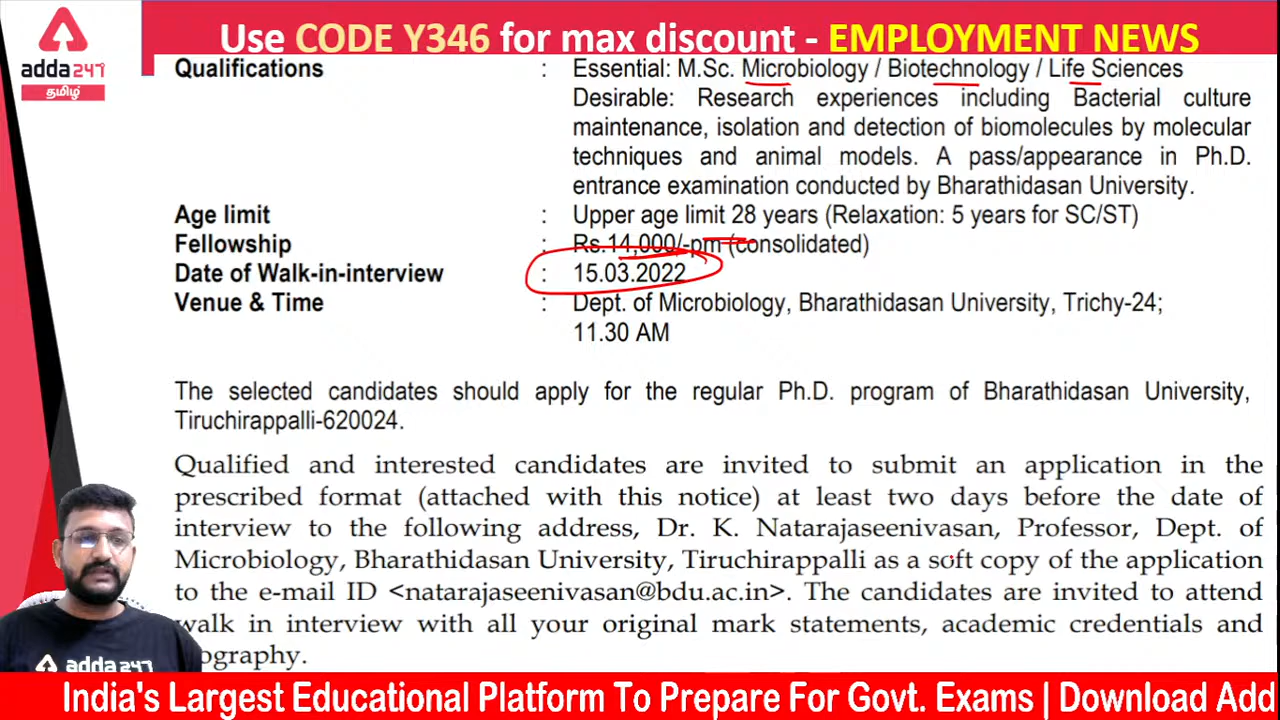 Use CODE Y346 for max discount - EMPLOYMENT NEWS
adda247
தமிழ்
Qualifications : Essential: M.Sc. Microbiology / Biotechnology / Life Sciences
Desirable: Research experiences including Bacterial culture
maintenance, isolation and detection of biomolecules by molecular
techniques and animal models. A pass/appearance in Ph.D.
entrance examination conducted by Bharathidasan University.
Age limit : Upper age limit 28 years (Relaxation: 5 years for SC/ST)
Fellowship : Rs.14,000/-pm (consolidated)
Date of Walk-in-interview : 15.03.2022
Venue & Time : Dept. of Microbiology, Bharathidasan University, Trichy-24;
11.30 AM
The selected candidates should apply for the regular Ph.D. program of Bharathidasan University,
Tiruchirappalli-620024.
Qualified and interested candidates are invited to submit an application in the
prescribed format (attached with this notice) at least two days before the date of
interview to the following address, Dr. K. Natarajaseenivasan, Professor, Dept. of
Microbiology, Bharathidasan University, Tiruchirappalli as a soft copy of the application
to the e-mail ID <natarajaseenivasan@bdu.ac.in>. The candidates are invited to attend
walk in interview with all your original mark statements, academic credentials and
ography.
adda247
India's Largest Educational Platform To Prepare For Govt. Exams | Download Add